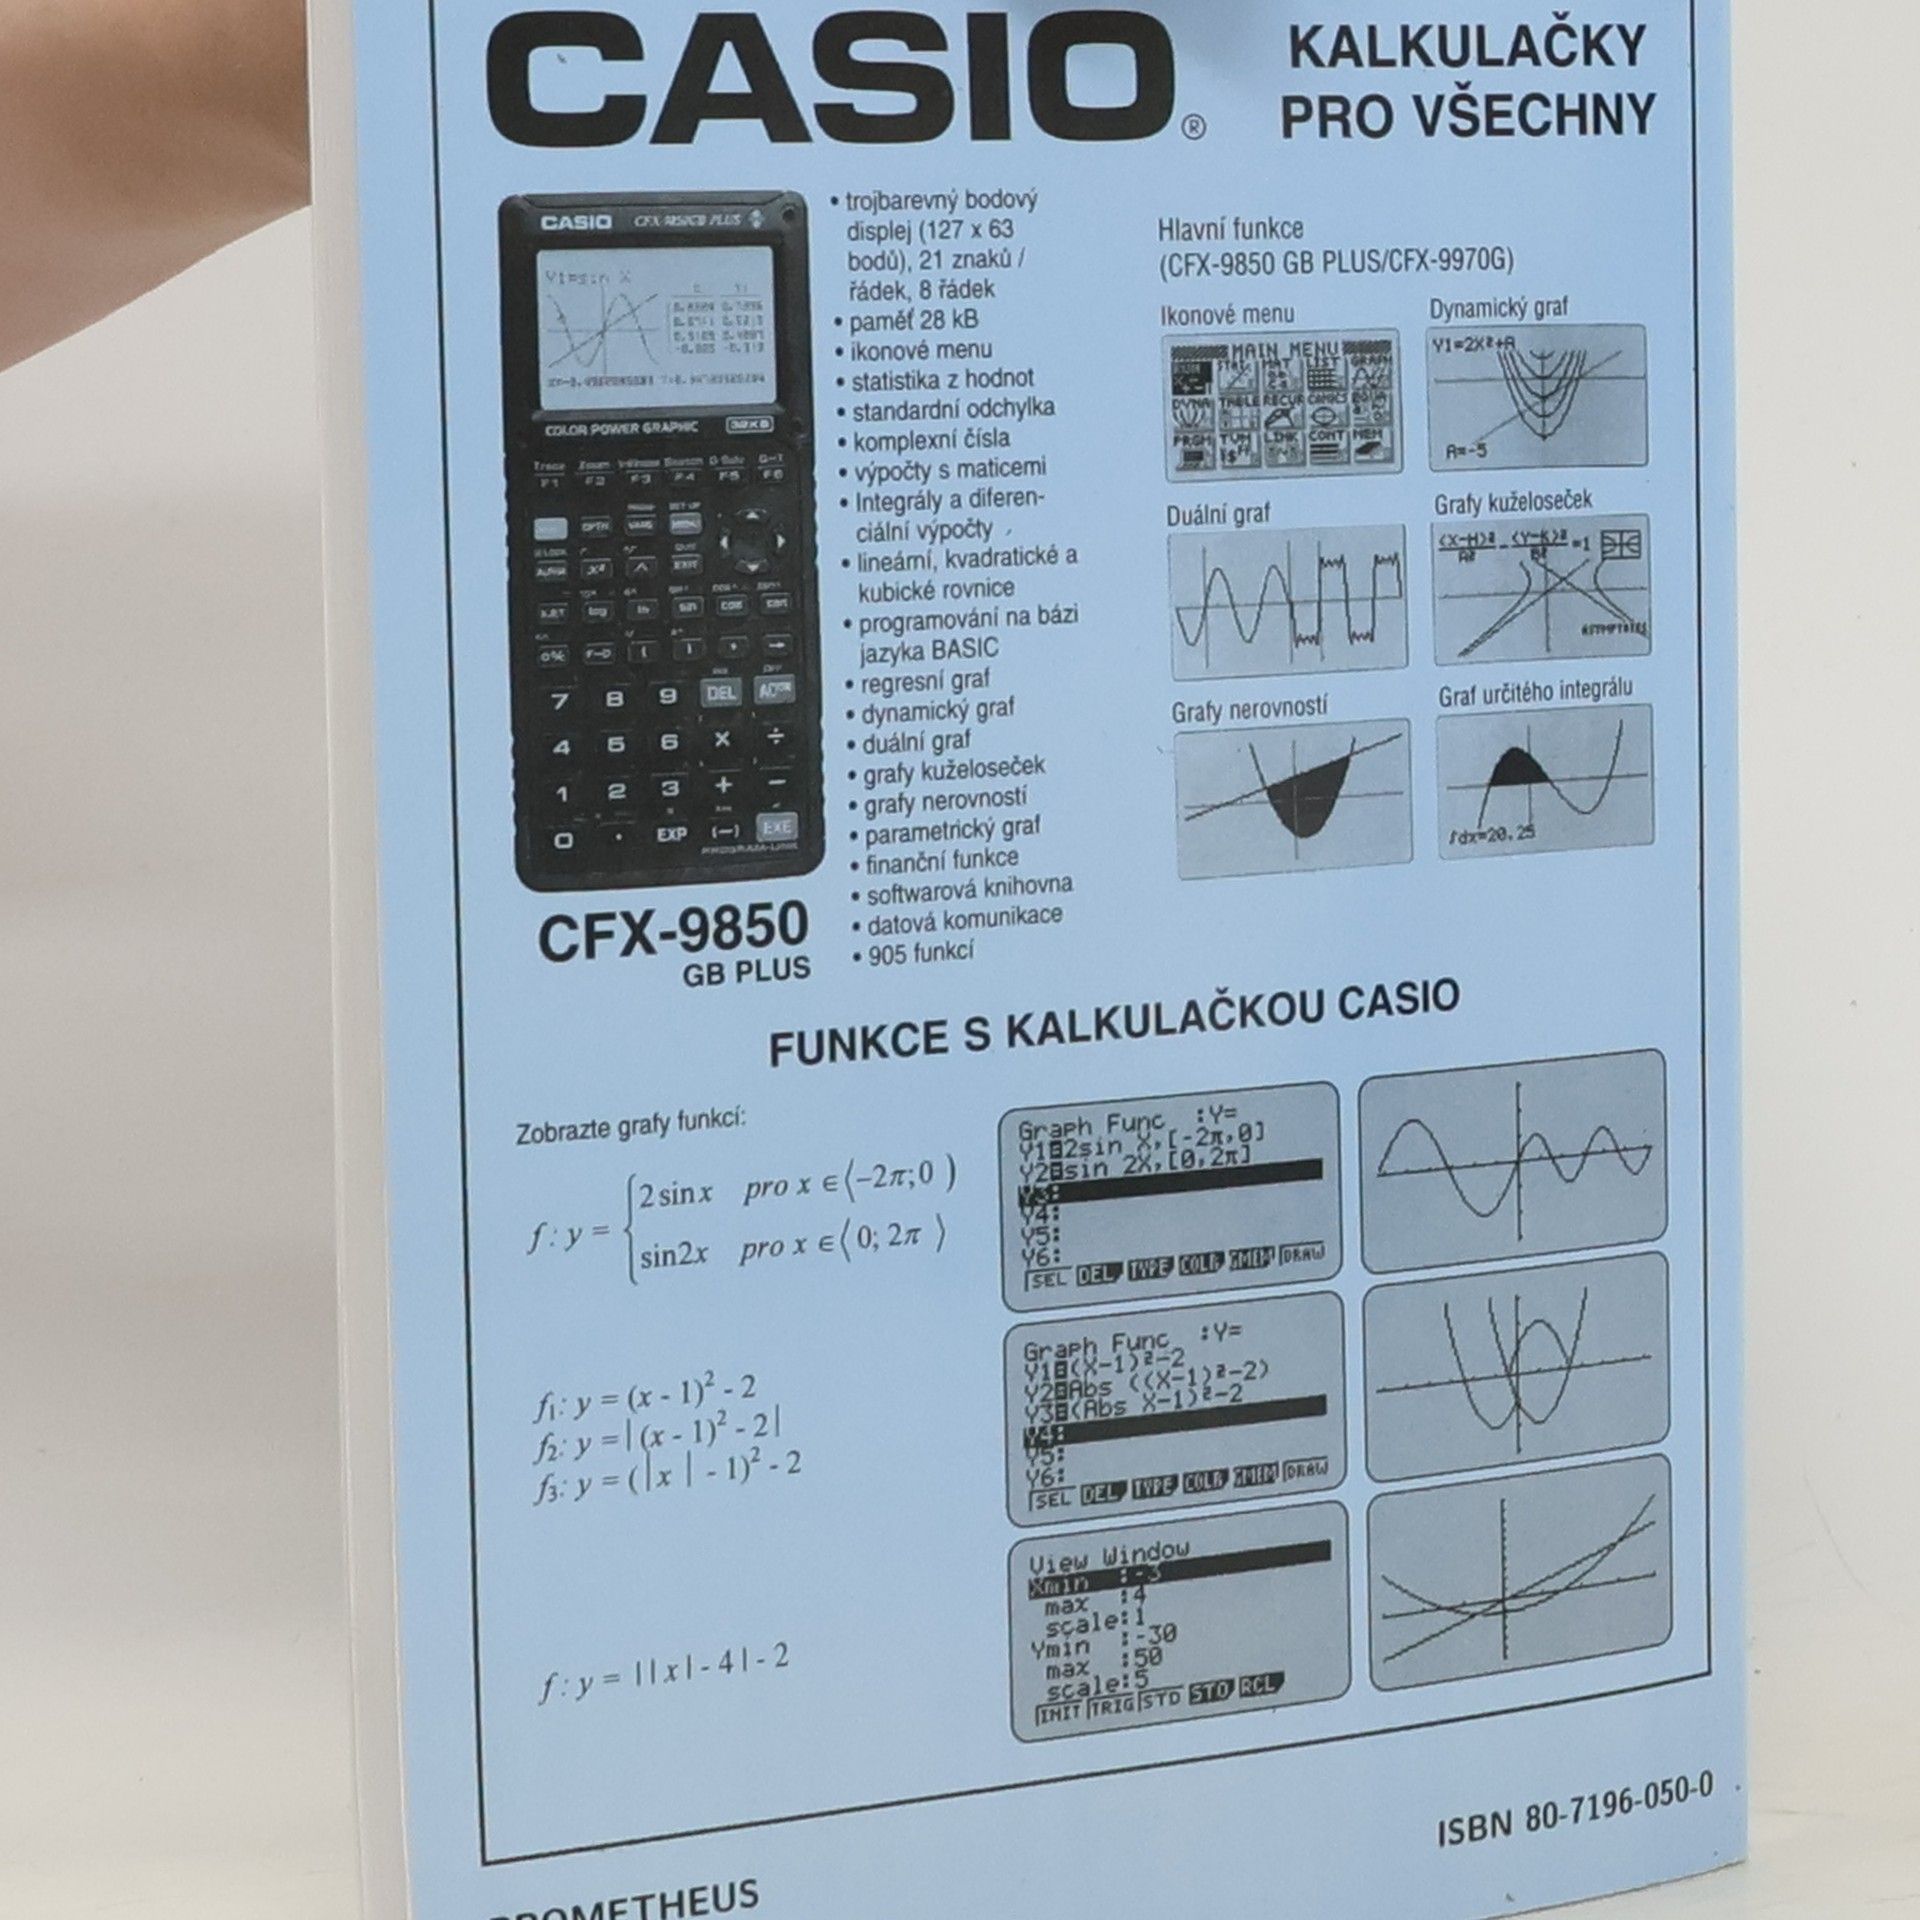 CASIO®
KALKULAČKY
PRO VŠECHNY
CASIO
COLOR POWER GRAPHIC
7 8 9 DEL
4 5 6 × ÷
1 2 3 + −
0 . EXP (−) EXE
CFX-9850
GB PLUS
• trojbarevný bodový
displej (127 x 63
bodů), 21 znaků /
řádek, 8 řádek
• paměť 28 kB
• ikonové menu
• statistika z hodnot
• standardní odchylka
• komplexní čísla
• výpočty s maticemi
• Integrály a diferen-
ciální výpočty
• lineární, kvadratické a
kubické rovnice
• programování na bázi
jazyka BASIC
• regresní graf
• dynamický graf
• duální graf
• grafy kuželoseček
• grafy nerovností
• parametrický graf
• finanční funkce
• softwarová knihovna
• datová komunikace
• 905 funkcí
Hlavní funkce
(CFX-9850 GB PLUS/CFX-9970G)
Ikonové menu
MAIN MENU
Dynamický graf
Y1=2X²+A
A=-5
Duální graf
Grafy kuželoseček
Grafy nerovností
Graf určitého integrálu
∫dx=20.25
FUNKCE S KALKULAČKOU CASIO
Zobrazte grafy funkcí:
2 sinx pro x ∈ ⟨−2π;0 )
f: y =
sin2x pro x ∈ ⟨ 0; 2π ⟩
Graph Func :Y=
Y1=2sin X,[-2π,0]
Y2=sin 2X,[0,2π]
Y3:
Y4:
Y5:
Y6:
SEL DEL TYPE COLR GMEM DRAW
f₁: y = (x - 1)² - 2
f₂: y = | (x - 1)² - 2 |
f₃: y = ( | x | - 1)² - 2
Graph Func :Y=
Y1=(X-1)²-2
Y2=Abs ((X-1)²-2)
Y3=(Abs X-1)²-2
Y4:
Y5:
Y6:
SEL DEL TYPE COLR GMEM DRAW
f: y = | | x | - 4 | - 2
View Window
Xmin :-3
max :4
scale:1
Ymin :-30
max :50
scale:5
INIT TRIG STD STO RCL
ISBN 80-7196-050-0
PROMETHEUS